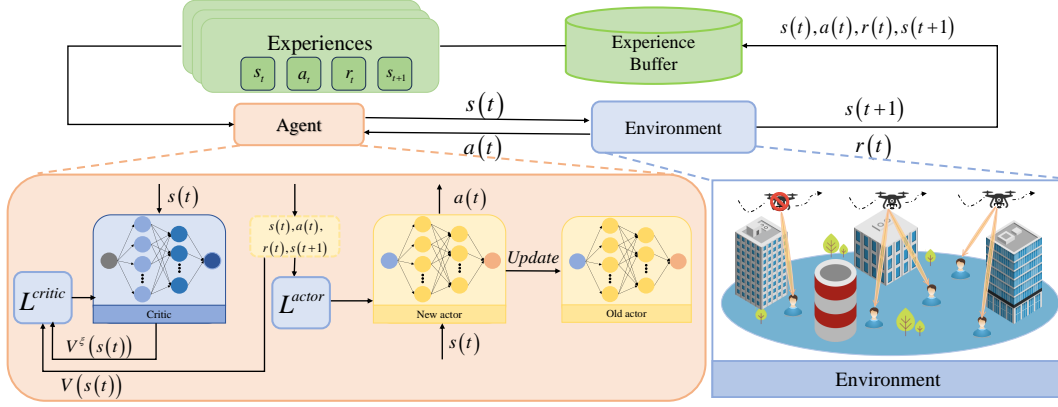 Experiences
s_t a_t r_t s_{t+1}
Experience
Buffer
s(t), a(t), r(t), s(t+1)
Agent
s(t)
a(t)
Environment
s(t+1)
r(t)
s(t)
s(t), a(t),
r(t), s(t+1)
a(t)
Update
L^{critic}
Critic
L^{actor}
New actor
Old actor
V^ξ(s(t))
V(s(t))
s(t)
Environment